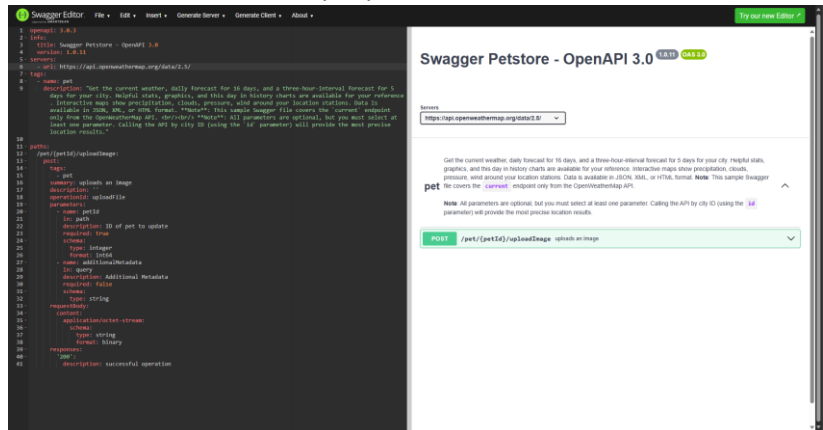 Swagger Editor.
File ▾ Edit ▾ Insert ▾ Generate Server ▾ Generate Client ▾ About ▾
Try our new Editor ↗
1 openapi: 3.0.3
2 info:
3 title: Swagger Petstore - OpenAPI 3.0
4 version: 1.0.11
5 servers:
6 - url: https://api.openweathermap.org/data/2.5/
7 tags:
8 - name: pet
9 description: "Get the current weather, daily forecast for 16 days, and a three-hour-interval forecast for 5
days for your city. Helpful stats, graphics, and this day in history charts are available for your reference
. Interactive maps show precipitation, clouds, pressure, wind around your location stations. Data is
available in JSON, XML, or HTML format. **Note**: This sample Swagger file covers the `current` endpoint
only from the OpenWeatherMap API. <br/><br/> **Note**: All parameters are optional, but you must select at
least one parameter. Calling the API by city ID (using the `id` parameter) will provide the most precise
location results."
10
11 paths:
12 /pet/{petId}/uploadImage:
13 post:
14 tags:
15 - pet
16 summary: uploads an image
17 description: ''
18 operationId: uploadFile
19 parameters:
20 - name: petId
21 in: path
22 description: ID of pet to update
23 required: true
24 schema:
25 type: integer
26 format: int64
27 - name: additionalMetadata
28 in: query
29 description: Additional Metadata
30 required: false
31 schema:
32 type: string
33 requestBody:
34 content:
35 application/octet-stream:
36 schema:
37 type: string
38 format: binary
39 responses:
40 '200':
41 description: successful operation
Swagger Petstore - OpenAPI 3.0 1.0.11 OAS 3.0
Servers
https://api.openweathermap.org/data/2.5/
pet
Get the current weather, daily forecast for 16 days, and a three-hour-interval forecast for 5 days for your city. Helpful stats,
graphics, and this day in history charts are available for your reference. Interactive maps show precipitation, clouds,
pressure, wind around your location stations. Data is available in JSON, XML, or HTML format. Note: This sample Swagger
file covers the current endpoint only from the OpenWeatherMap API.
Note: All parameters are optional, but you must select at least one parameter. Calling the API by city ID (using the id
parameter) will provide the most precise location results.
POST /pet/{petId}/uploadImage uploads an image